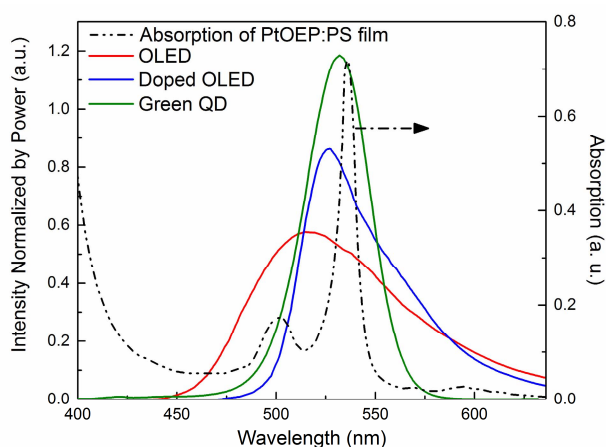 Absorption of PtOEP:PS film
OLED
Doped OLED
Green QD
Intensity Normalized by Power (a.u.)
1.2
1.0
0.8
0.6
0.4
0.2
0.0
0.8
0.6
0.4
0.2
0.0
Absorption (a. u.)
400 450 500 550 600
Wavelength (nm)